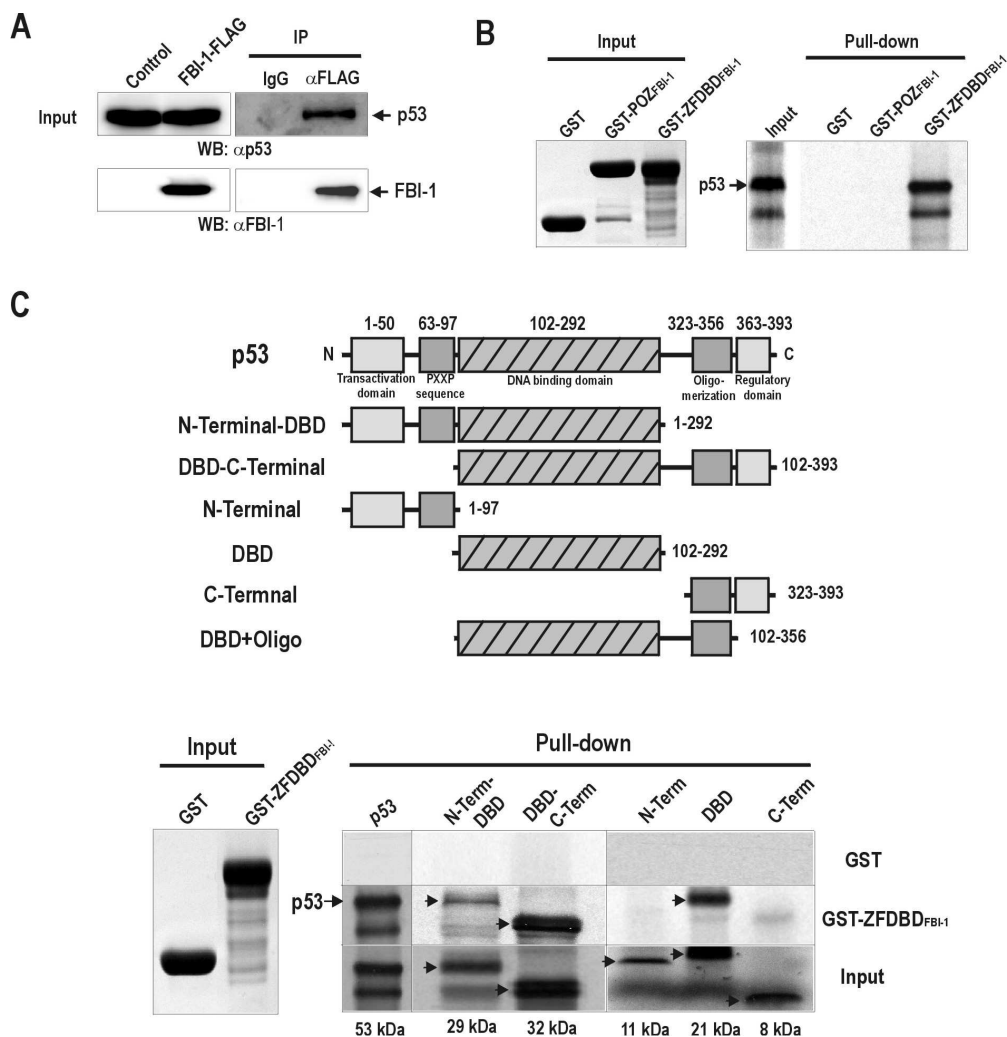 A
Control
FBI-1-FLAG
IP
IgG
αFLAG
Input
p53
WB: αp53
FBI-1
WB: αFBI-1
B
Input
GST
GST-POZFBI-1
GST-ZFDBDFBI-1
Pull-down
Input
GST
GST-POZFBI-1
GST-ZFDBDFBI-1
p53
C
1-50
63-97
102-292
323-356
363-393
p53
N
C
Transactivation domain
PXXP sequence
DNA binding domain
Oligo-merization
Regulatory domain
N-Terminal-DBD
1-292
DBD-C-Terminal
102-393
N-Terminal
1-97
DBD
102-292
C-Termnal
323-393
DBD+Oligo
102-356
Input
GST
GST-ZFDBDFBI-1
Pull-down
p53
N-Term-DBD
DBD-C-Term
N-Term
DBD
C-Term
GST
p53
GST-ZFDBDFBI-1
Input
53 kDa
29 kDa
32 kDa
11 kDa
21 kDa
8 kDa